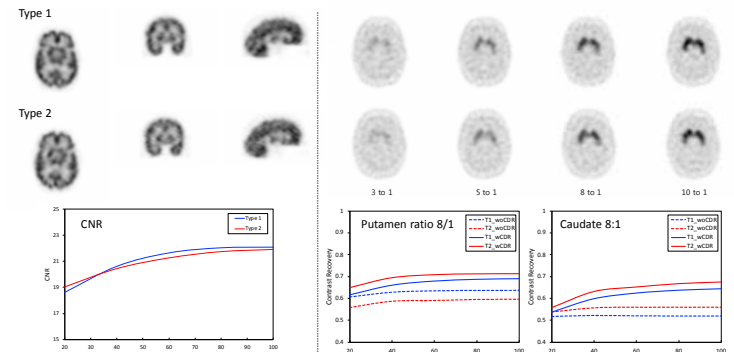 Type 1
Type 2
3 to 1
5 to 1
8 to 1
10 to 1
CNR
Type 1
Type 2
25
23
21
19
17
15
CNR
20
30
40
50
60
70
80
90
100
Putamen ratio 8/1
T1_woCDR
T2_woCDR
T1_wCDR
T2_wCDR
1
0.9
0.8
0.7
0.6
0.5
0.4
Contrast Recovery
20
40
60
80
100
Caudate 8:1
T1_woCDR
T2_woCDR
T1_wCDR
T2_wCDR
1
0.9
0.8
0.7
0.6
0.5
0.4
Contrast Recovery
20
40
60
80
100